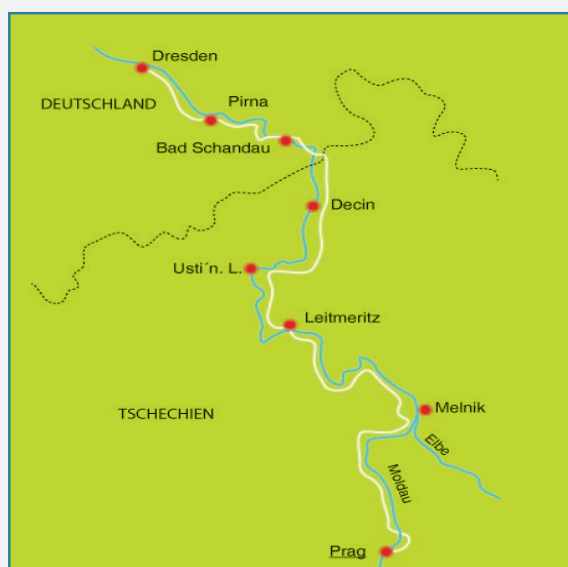 Dresden
DEUTSCHLAND
Pirna
Bad Schandau
Decin
Usti´n. L.
Leitmeritz
Melnik
TSCHECHIEN
Elbe
Moldau
Prag